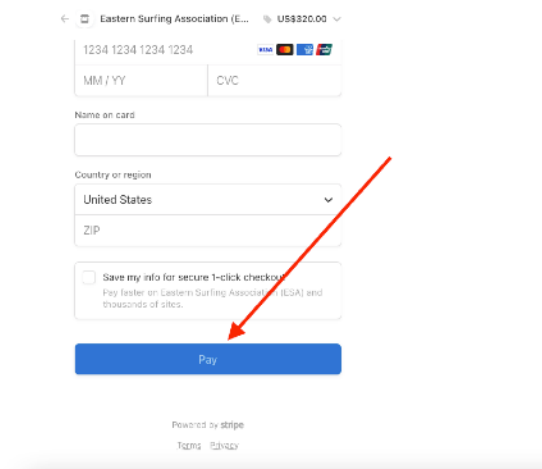 Eastern Surfing Association (E... US$320.00
1234 1234 1234 1234 VISA
MM / YY CVC
Name on card
Country or region
United States
ZIP
Save my info for secure 1-click checkout
Pay faster on Eastern Surfing Association (ESA) and
thousands of sites.
Pay
Powered by stripe
Terms Privacy